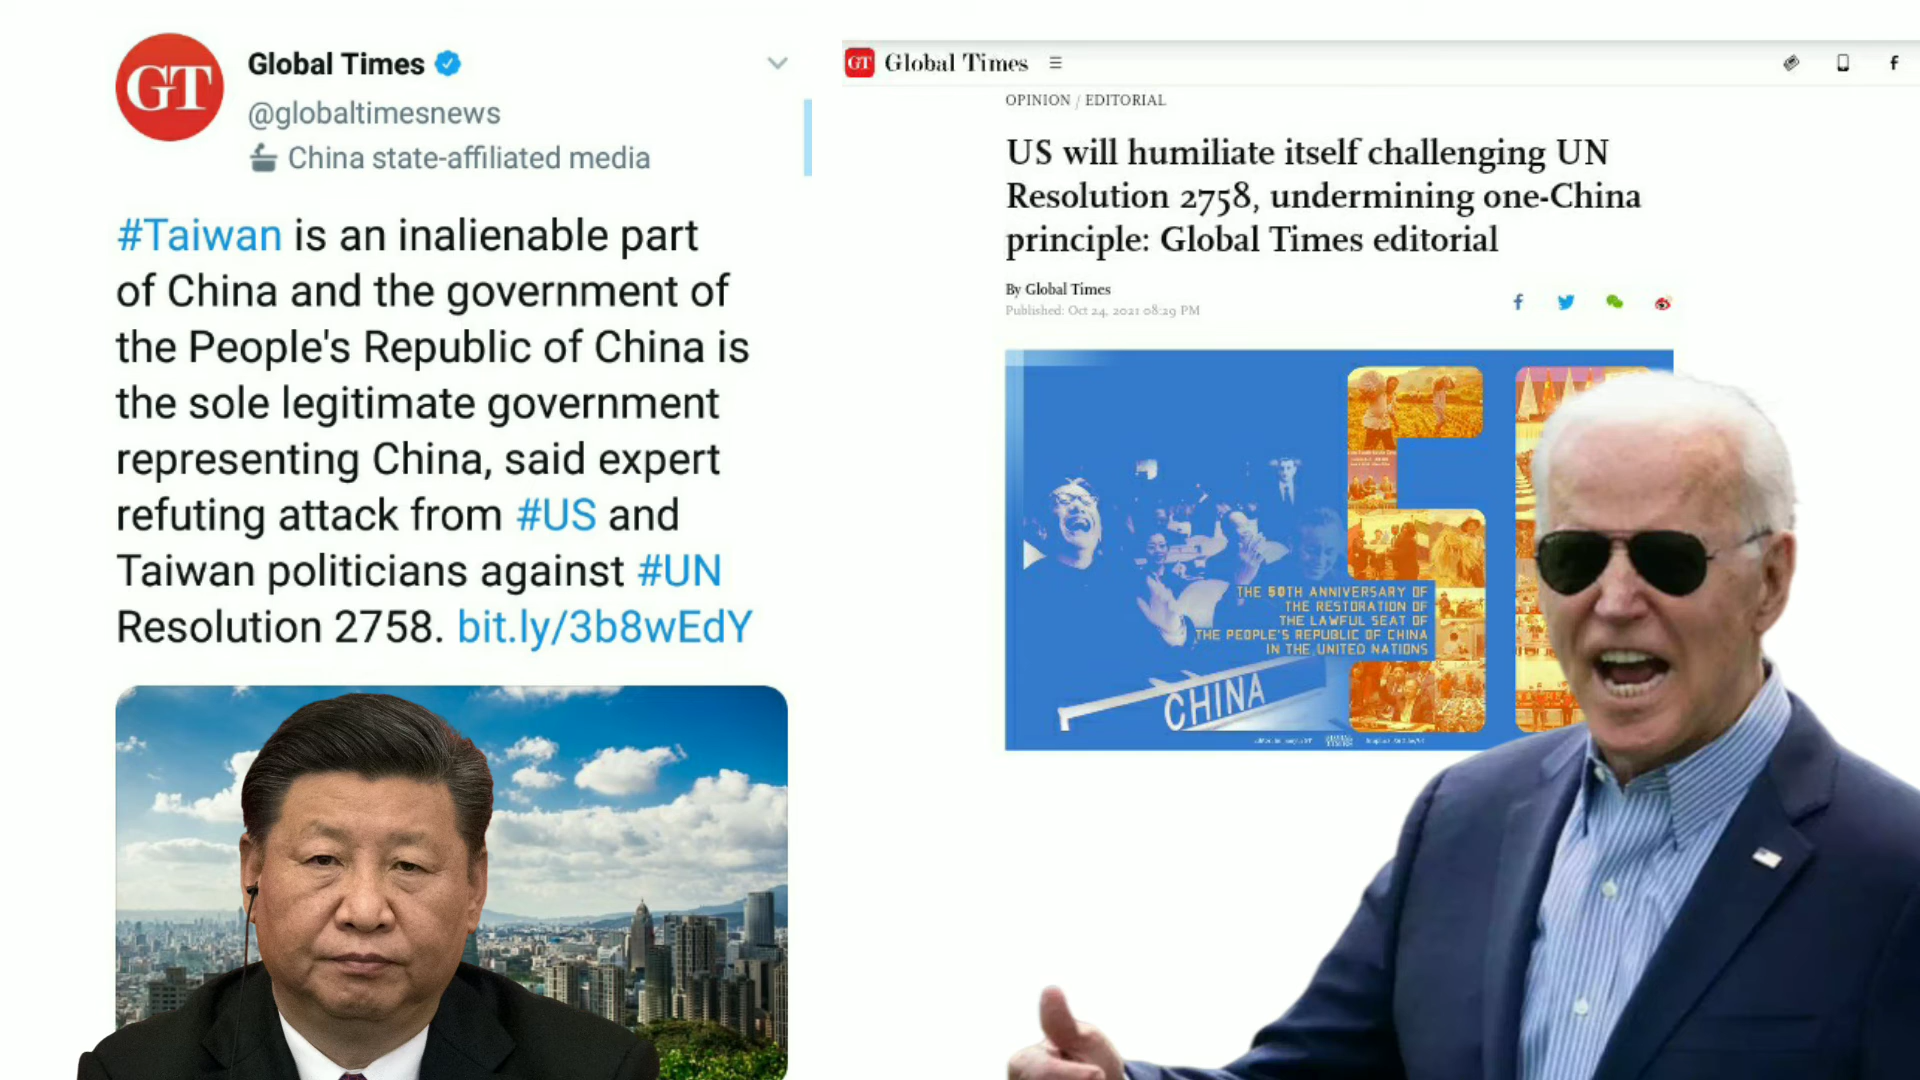 GT
Global Times
@globaltimesnews
China state-affiliated media
#Taiwan is an inalienable part
of China and the government of
the People's Republic of China is
the sole legitimate government
representing China, said expert
refuting attack from #US and
Taiwan politicians against #UN
Resolution 2758. bit.ly/3b8wEdY
GT Global Times
OPINION / EDITORIAL
US will humiliate itself challenging UN
Resolution 2758, undermining one-China
principle: Global Times editorial
By Global Times
Published: Oct 24, 2021 08:29 PM
THE 50TH ANNIVERSARY OF
THE RESTORATION OF
THE LAWFUL SEAT OF
THE PEOPLE'S REPUBLIC OF CHINA
IN THE UNITED NATIONS
CHINA